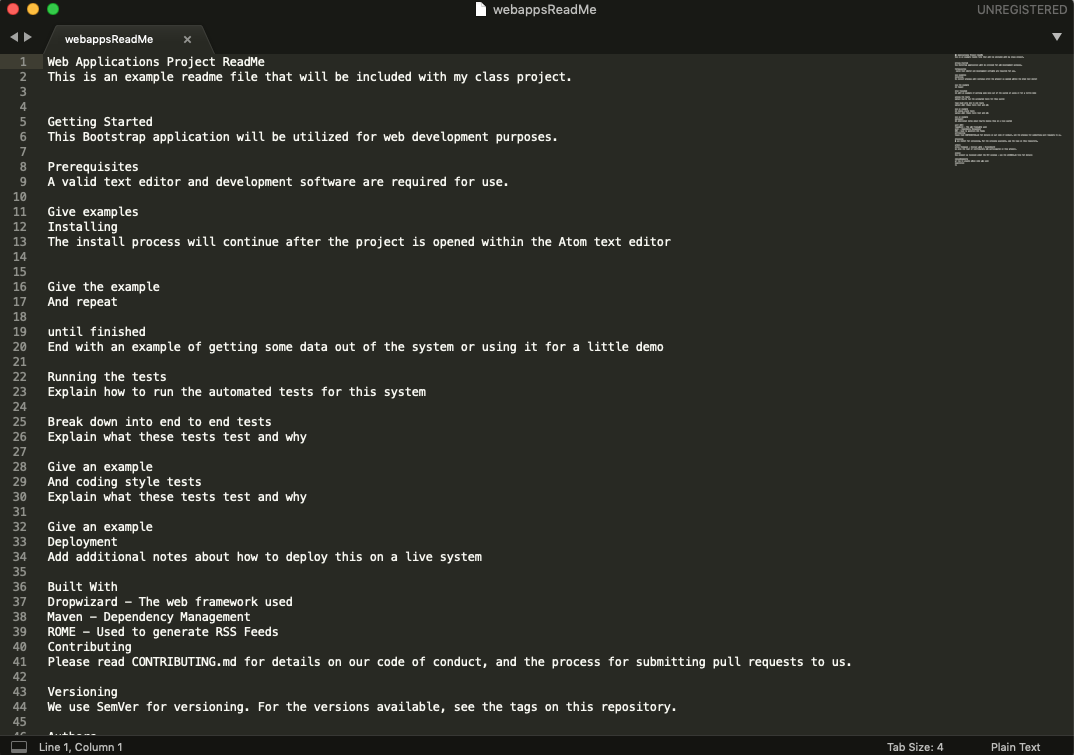 webappsReadMe
UNREGISTERED
webappsReadMe ×
1 Web Applications Project ReadMe
2 This is an example readme file that will be included with my class project.
3
4
5 Getting Started
6 This Bootstrap application will be utilized for web development purposes.
7
8 Prerequisites
9 A valid text editor and development software are required for use.
10
11 Give examples
12 Installing
13 The install process will continue after the project is opened within the Atom text editor
14
15
16 Give the example
17 And repeat
18
19 until finished
20 End with an example of getting some data out of the system or using it for a little demo
21
22 Running the tests
23 Explain how to run the automated tests for this system
24
25 Break down into end to end tests
26 Explain what these tests test and why
27
28 Give an example
29 And coding style tests
30 Explain what these tests test and why
31
32 Give an example
33 Deployment
34 Add additional notes about how to deploy this on a live system
35
36 Built With
37 Dropwizard – The web framework used
38 Maven – Dependency Management
39 ROME – Used to generate RSS Feeds
40 Contributing
41 Please read CONTRIBUTING.md for details on our code of conduct, and the process for submitting pull requests to us.
42
43 Versioning
44 We use SemVer for versioning. For the versions available, see the tags on this repository.
45
46 Authors
Line 1, Column 1
Tab Size: 4
Plain Text